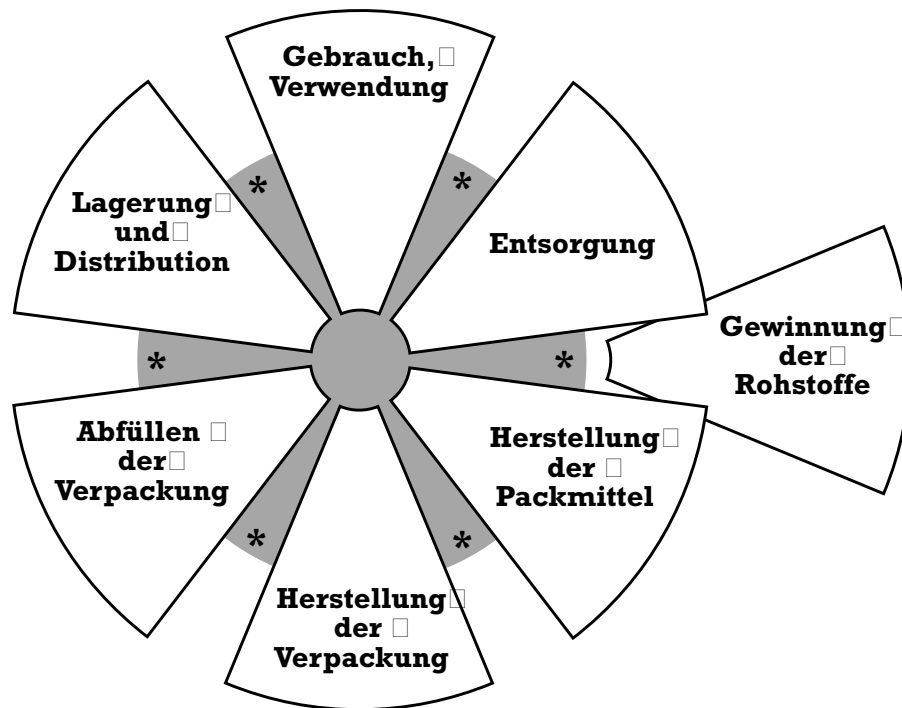 Gebrauch,
Verwendung
Lagerung
und
Distribution
*
*
Entsorgung
Gewinnung
der
Rohstoffe
*
*
Abfüllen
der
Verpackung
Herstellung
der
Packmittel
*
*
Herstellung
der
Verpackung